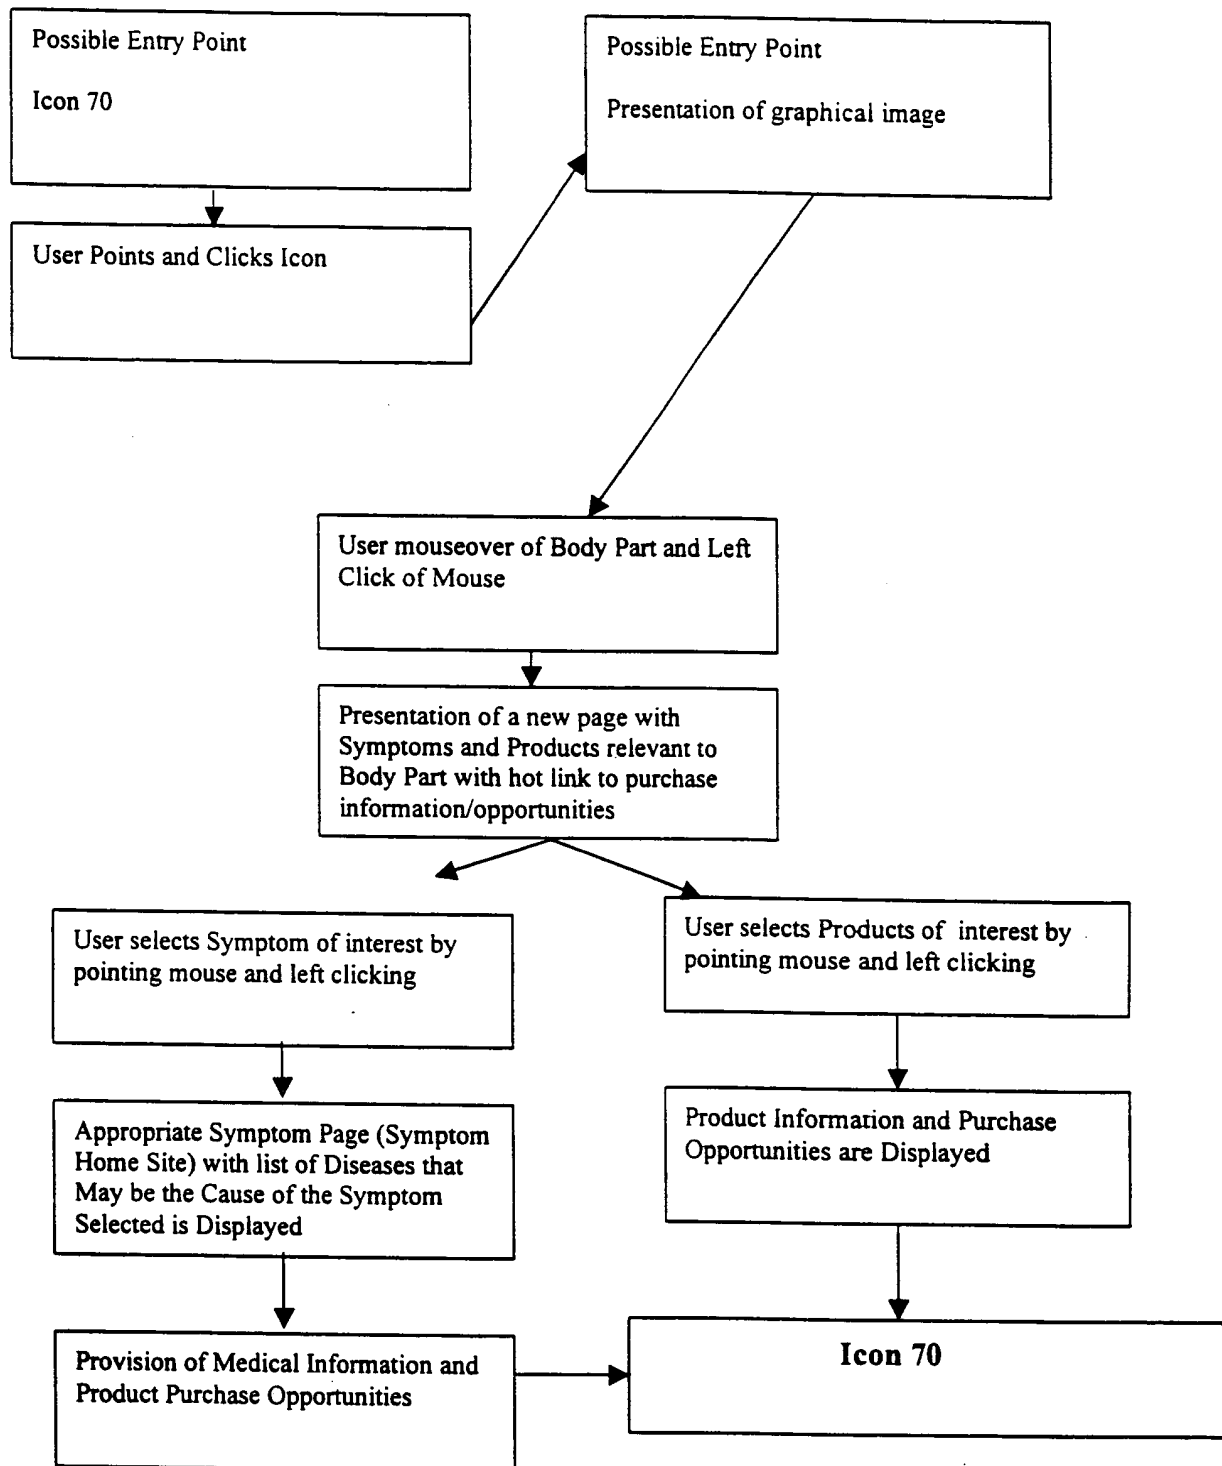 Possible Entry Point
Icon 70
Possible Entry Point
Presentation of graphical image
User Points and Clicks Icon
User mouseover of Body Part and Left
Click of Mouse
Presentation of a new page with
Symptoms and Products relevant to
Body Part with hot link to purchase
information/opportunities
User selects Symptom of interest by
pointing mouse and left clicking
User selects Products of interest by
pointing mouse and left clicking
Appropriate Symptom Page (Symptom
Home Site) with list of Diseases that
May be the Cause of the Symptom
Selected is Displayed
Product Information and Purchase
Opportunities are Displayed
Provision of Medical Information and
Product Purchase Opportunities
Icon 70